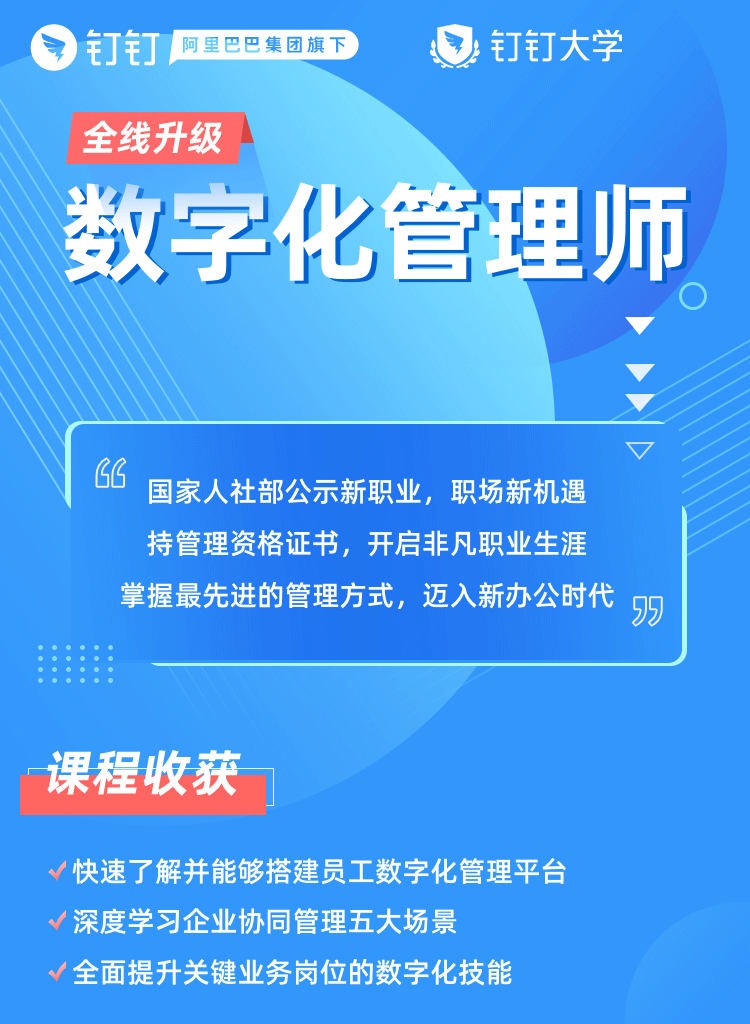 钉钉 阿里巴巴集团旗下 钉钉大学
全线升级
数字化管理师
国家人社部公示新职业，职场新机遇
持管理资格证书，开启非凡职业生涯
掌握最先进的管理方式，迈入新办公时代
课程收获
快速了解并能够搭建员工数字化管理平台
深度学习企业协同管理五大场景
全面提升关键业务岗位的数字化技能